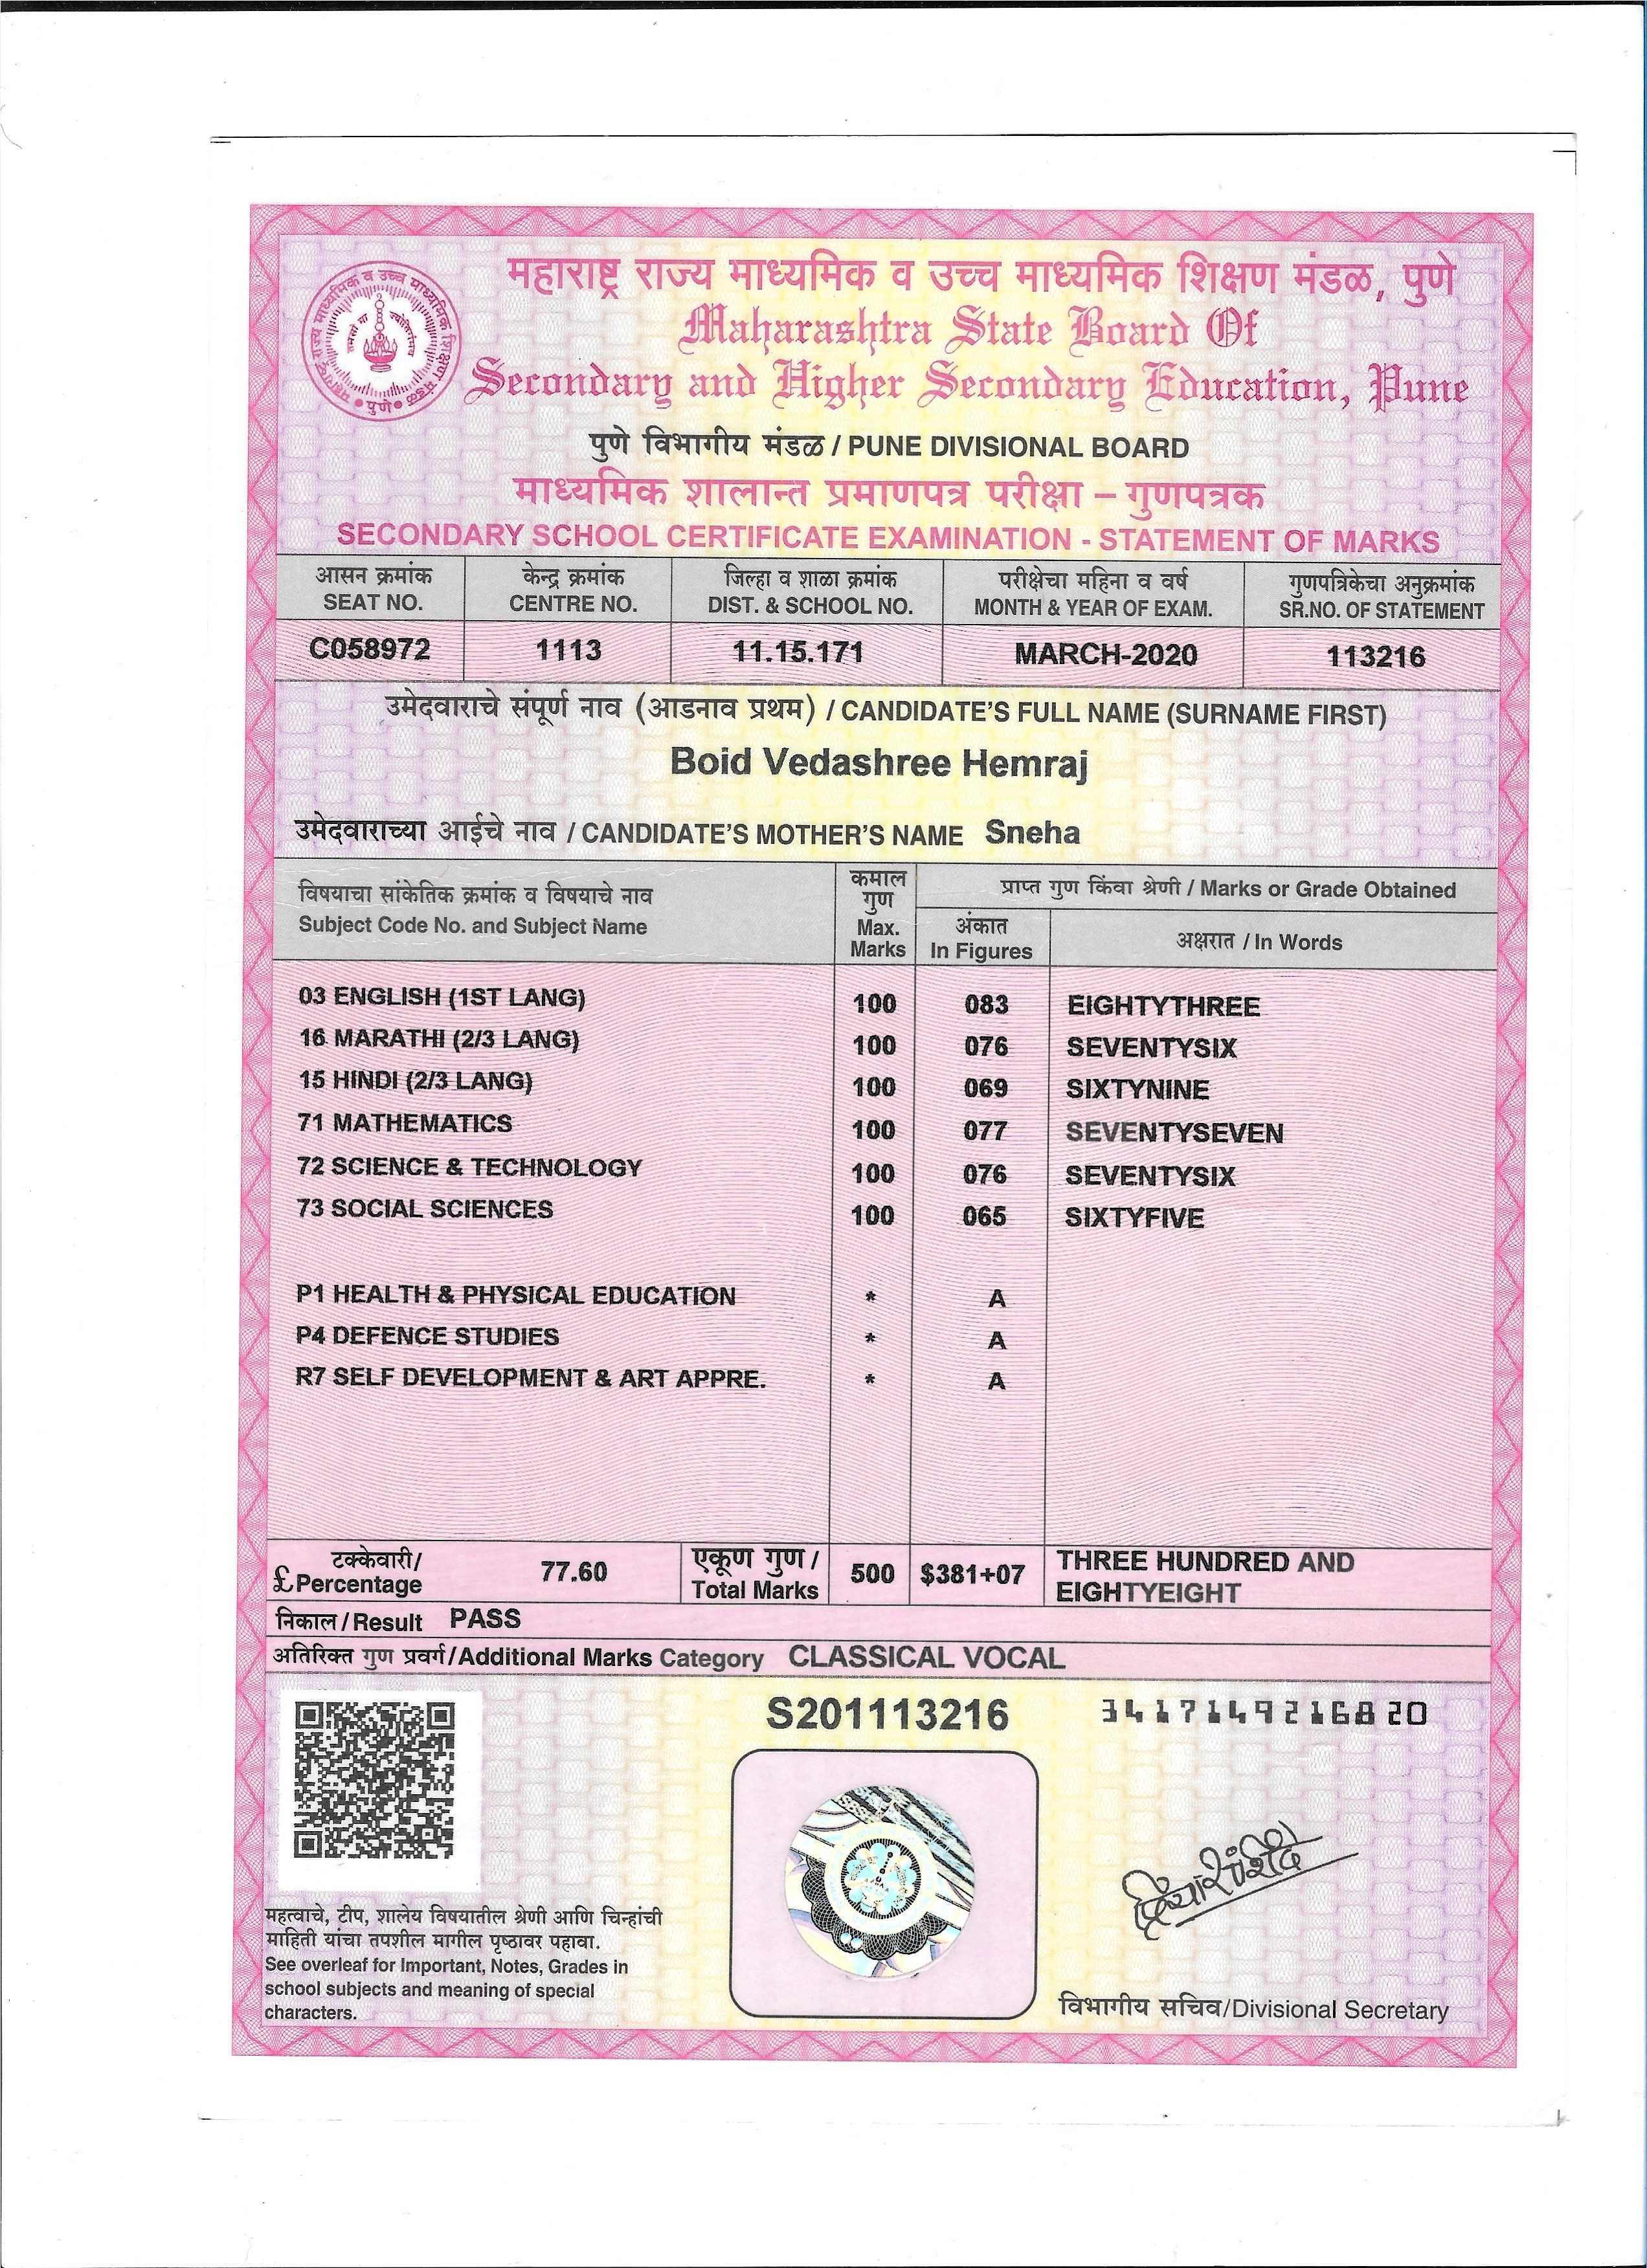 महाराष्ट्र राज्य माध्यमिक व उच्च माध्यमिक शिक्षण मंडळ, पुणे
Maharashtra State Board Of
Secondary and Higher Secondary Education, Pune
महाराष्ट्र राज्य माध्यमिक व उच्च माध्यमिक शिक्षण मंडळ
पुणे
तमसो मा ज्योतिर्गमय
पुणे विभागीय मंडळ / PUNE DIVISIONAL BOARD
माध्यमिक शालान्त प्रमाणपत्र परीक्षा – गुणपत्रक
SECONDARY SCHOOL CERTIFICATE EXAMINATION - STATEMENT OF MARKS
आसन क्रमांक केन्द्र क्रमांक जिल्हा व शाळा क्रमांक परीक्षेचा महिना व वर्ष गुणपत्रिकेचा अनुक्रमांक
SEAT NO. CENTRE NO. DIST. & SCHOOL NO. MONTH & YEAR OF EXAM. SR.NO. OF STATEMENT
C058972 1113 11.15.171 MARCH-2020 113216
उमेदवाराचे संपूर्ण नाव (आडनाव प्रथम) / CANDIDATE'S FULL NAME (SURNAME FIRST)
Boid Vedashree Hemraj
उमेदवाराच्या आईचे नाव / CANDIDATE'S MOTHER'S NAME Sneha
विषयाचा सांकेतिक क्रमांक व विषयाचे नाव
Subject Code No. and Subject Name
कमाल
गुण
Max.
Marks
प्राप्त गुण किंवा श्रेणी / Marks or Grade Obtained
अंकात
In Figures
अक्षरात / In Words
03 ENGLISH (1ST LANG) 100 083 EIGHTYTHREE
16 MARATHI (2/3 LANG) 100 076 SEVENTYSIX
15 HINDI (2/3 LANG) 100 069 SIXTYNINE
71 MATHEMATICS 100 077 SEVENTYSEVEN
72 SCIENCE & TECHNOLOGY 100 076 SEVENTYSIX
73 SOCIAL SCIENCES 100 065 SIXTYFIVE
P1 HEALTH & PHYSICAL EDUCATION * A
P4 DEFENCE STUDIES * A
R7 SELF DEVELOPMENT & ART APPRE. * A
टक्केवारी/
£ Percentage
77.60
एकूण गुण /
Total Marks
500 $381+07
THREE HUNDRED AND
EIGHTYEIGHT
निकाल / Result PASS
अतिरिक्त गुण प्रवर्ग/Additional Marks Category CLASSICAL VOCAL
S201113216
3417149216820
महत्वाचे, टीप, शालेय विषयातील श्रेणी आणि चिन्हांची
माहिती यांचा तपशील मागील पृष्ठावर पहावा.
See overleaf for Important, Notes, Grades in
school subjects and meaning of special
characters.
विभागीय सचिव/Divisional Secretary